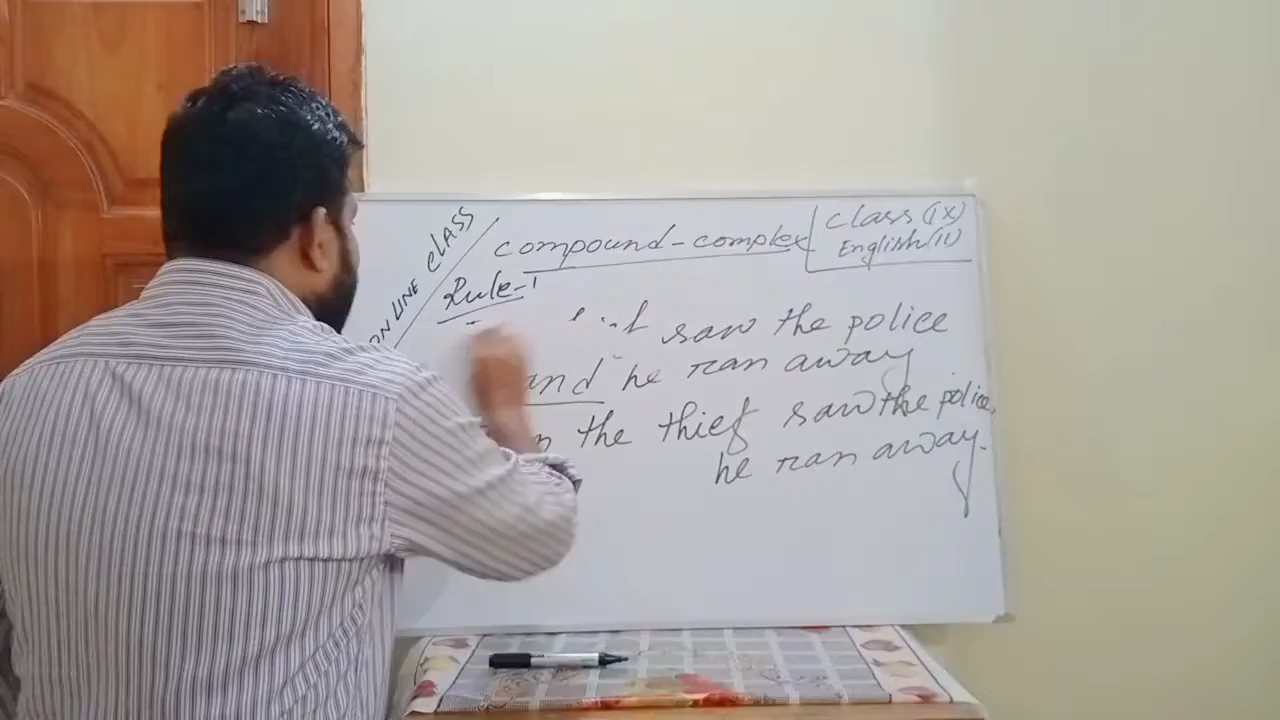 ON LINE CLASS
compound-complex
Class (IX)
English (II)
Rule-1
saw the police
and he ran away
the thief saw the police,
he ran away.